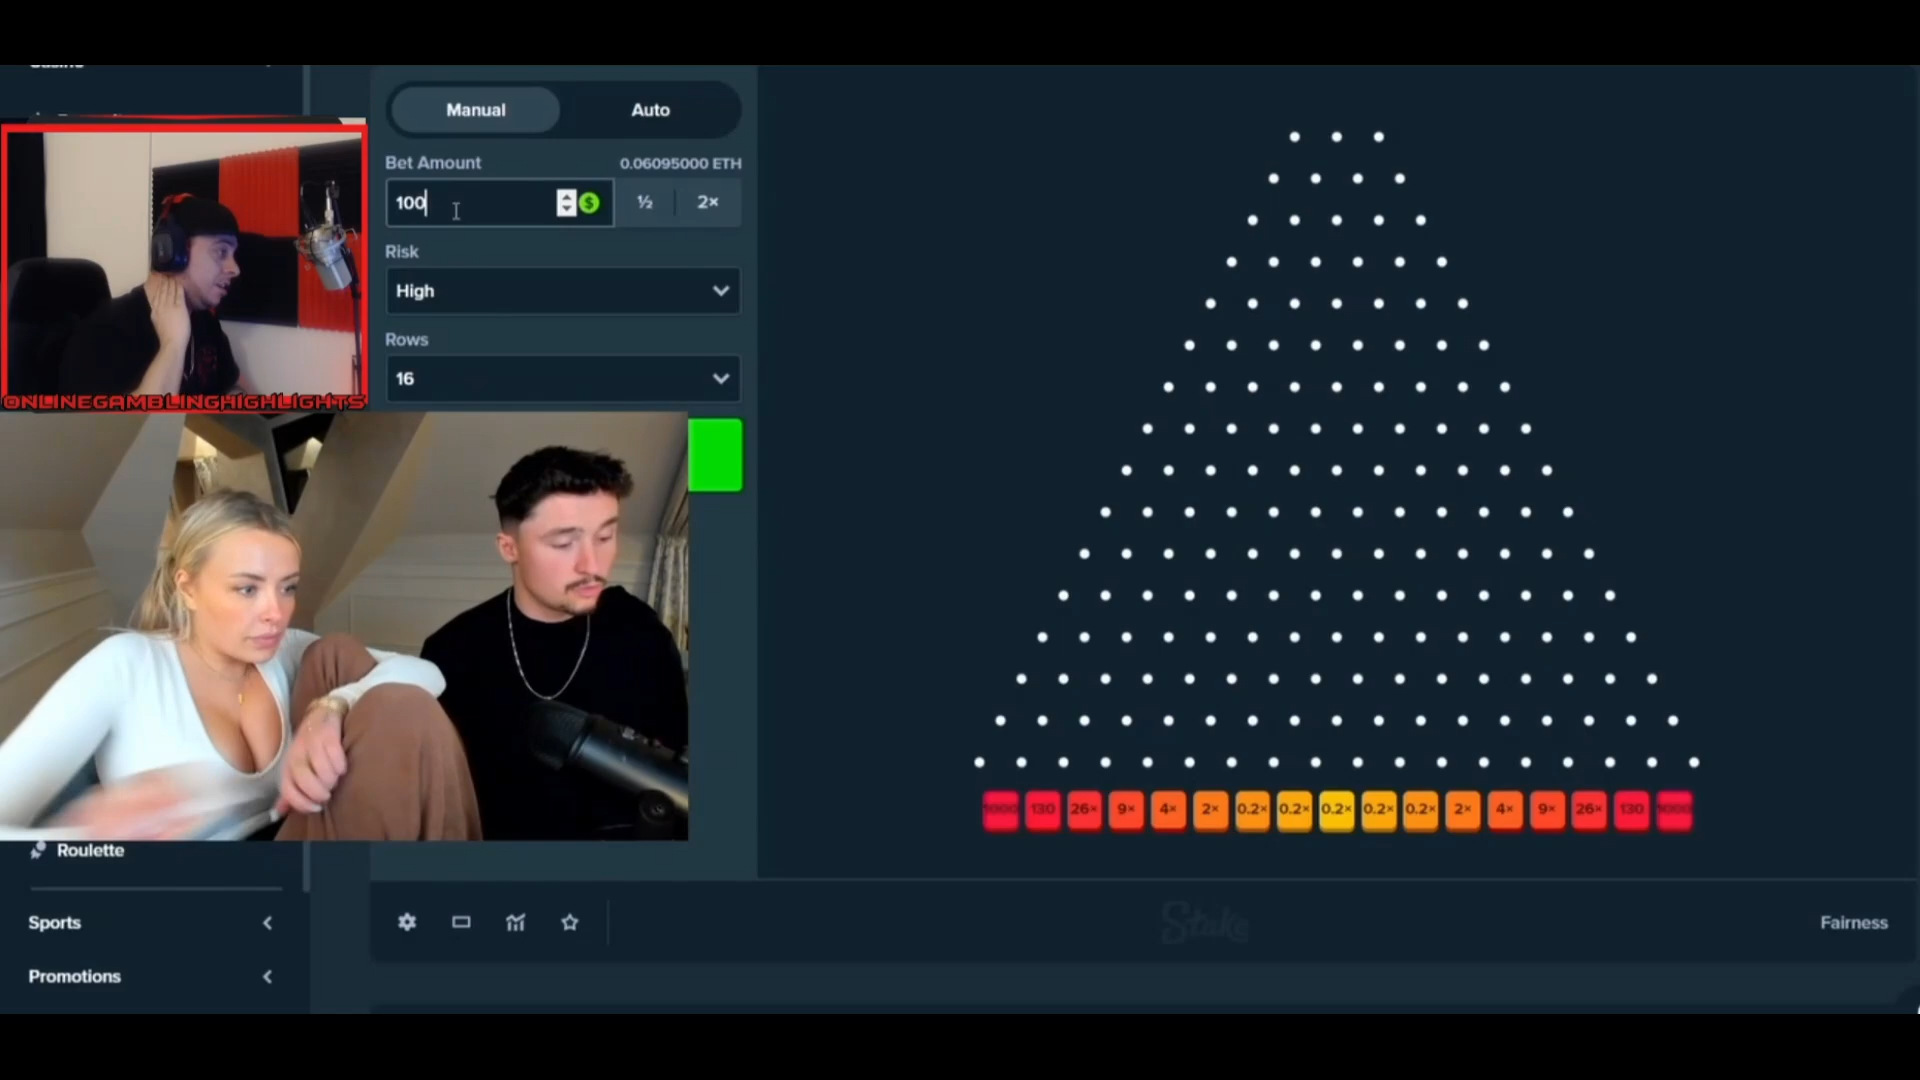 Manual Auto
Bet Amount 0.06095000 ETH
100 $ ½ 2×
Risk
High
Rows
16
ONLINEGAMBLINGHIGHLIGHTS
1000 130 26× 9× 4× 2× 0.2× 0.2× 0.2× 0.2× 0.2× 2× 4× 9× 26× 130 1000
Roulette
Sports
Promotions
Stake
Fairness